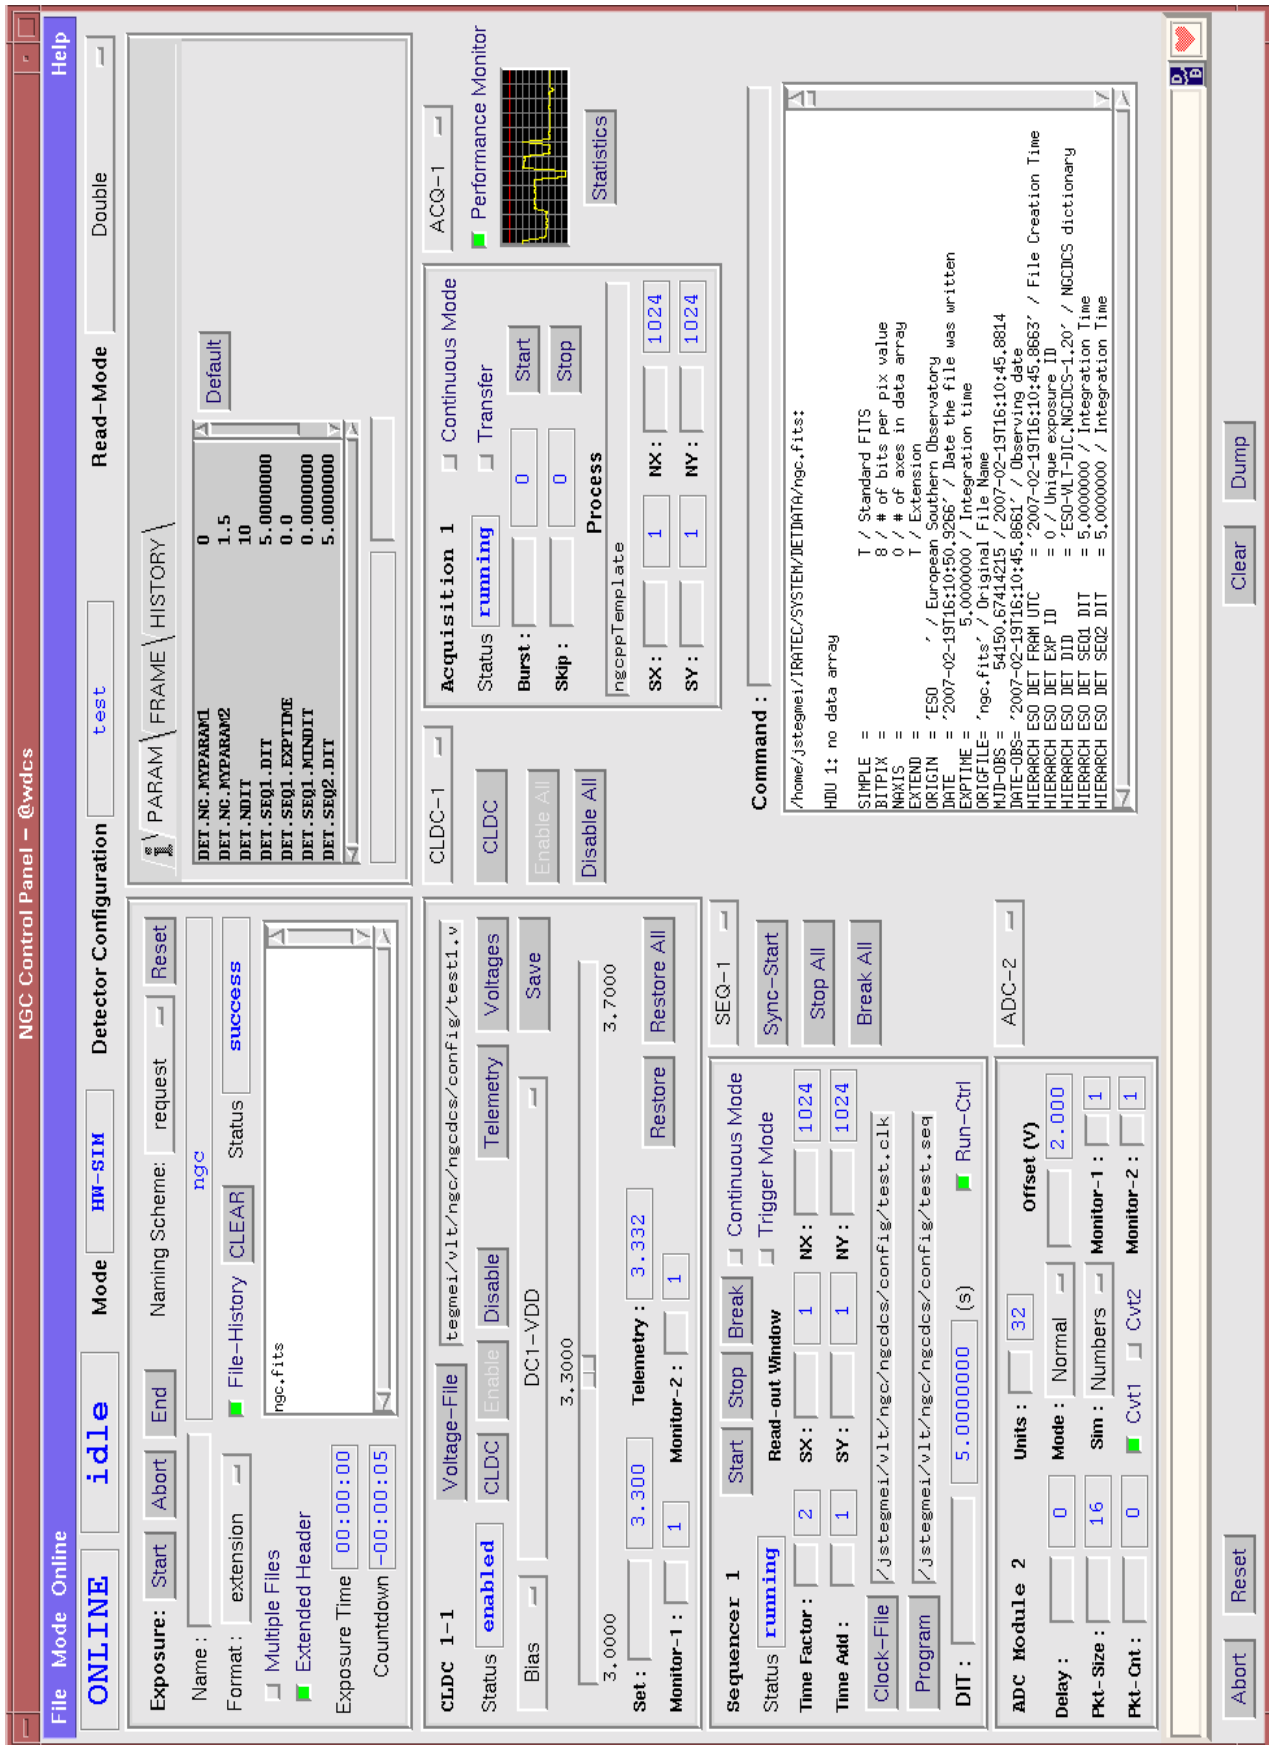 NGC Control Panel - @wdcs
File Mode Online Help
ONLINE idle Mode HW-SIM Detector Configuration test Read-Mode Double
Exposure: Start Abort End Naming Scheme: request Reset
Name : ngc
Format : extension File-History CLEAR Status success
Multiple Files
Extended Header
Exposure Time 00:00:00
Countdown -00:00:05
ngc.fits
i PARAM FRAME HISTORY
DET.NC.MYPARAM1 0
DET.NC.MYPARAM2 1.5
DET.NDIT 10
DET.SEQ1.DIT 5.0000000
DET.SEQ1.EXPTIME 0.0
DET.SEQ1.MINDIT 0.0000000
DET.SEQ2.DIT 5.0000000
Default
CLDC 1-1 Voltage-File tegmei/vlt/ngc/ngcdcs/config/test1.v
Status enabled CLDC Enable Disable Telemetry Voltages
Bias DC1-VDD Save
3.3000
3.0000 3.7000
Set : 3.300 Telemetry : 3.332 Restore Restore All
Monitor-1 : 1 Monitor-2 : 1
CLDC-1
CLDC
Enable All
Disable All
Acquisition 1 Continuous Mode
Status running Transfer
Burst : 0 Start
Skip : 0 Stop
Process
ngcppTemplate
SX : 1 NX : 1024
SY : 1 NY : 1024
ACQ-1
Performance Monitor
Statistics
Sequencer 1 Start Stop Break Continuous Mode
Status running Read-out Window Trigger Mode
Time Factor : 2 SX : 1 NX : 1024
Time Add : 1 SY : 1 NY : 1024
Clock-File /jstegmei/vlt/ngc/ngcdcs/config/test.clk
Program /jstegmei/vlt/ngc/ngcdcs/config/test.seq
DIT : 5.0000000 (s) Run-Ctrl
SEQ-1
Sync-Start
Stop All
Break All
ADC Module 2 Units : 32 Offset (V)
Delay : 0 Mode : Normal 2.000
Pkt-Size : 16 Sim : Numbers Monitor-1 : 1
Pkt-Cnt : 0 Cvt1 Cvt2 Monitor-2 : 1
ADC-2
Command :
/home/jstegmei/IRATEC/SYSTEM/DETDATA/ngc.fits:
HDU 1: no data array
SIMPLE = T / Standard FITS
BITPIX = 8 / # of bits per pix value
NAXIS = 0 / # of axes in data array
EXTEND = T / Extension
ORIGIN = 'ESO ' / European Southern Observatory
DATE = '2007-02-19T16:10:50.9266' / Date the file was written
EXPTIME = 5.0000000 / Integration time
ORIGFILE= 'ngc.fits' / Original File Name
MJD-OBS = 54150.67414215 / 2007-02-19T16:10:45.8814
DATE-OBS= '2007-02-19T16:10:45.8661' / Observing date
HIERARCH ESO DET FRAM UTC = '2007-02-19T16:10:45.8663' / File Creation Time
HIERARCH ESO DET EXP ID = 0 / Unique exposure ID
HIERARCH ESO DET DID = 'ESO-VLT-DIC.NGCDCS-1.20' / NGCDCS dictionary
HIERARCH ESO DET SEQ1 DIT = 5.0000000 / Integration Time
HIERARCH ESO DET SEQ2 DIT = 5.0000000 / Integration Time
Abort Reset Clear Dump